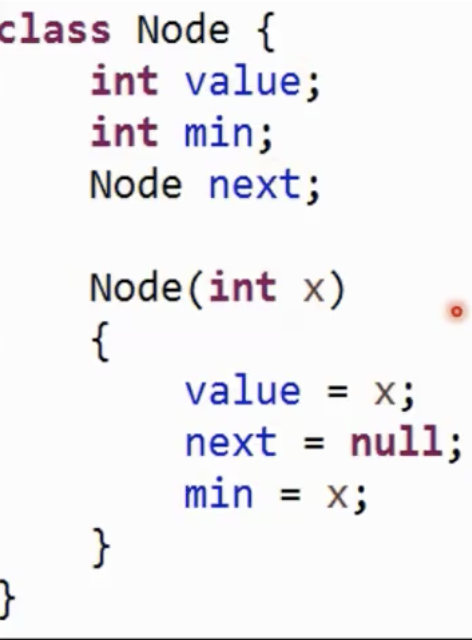 class Node {
int value;
int min;
Node next;
Node(int x)
{
value = x;
next = null;
min = x;
}
}